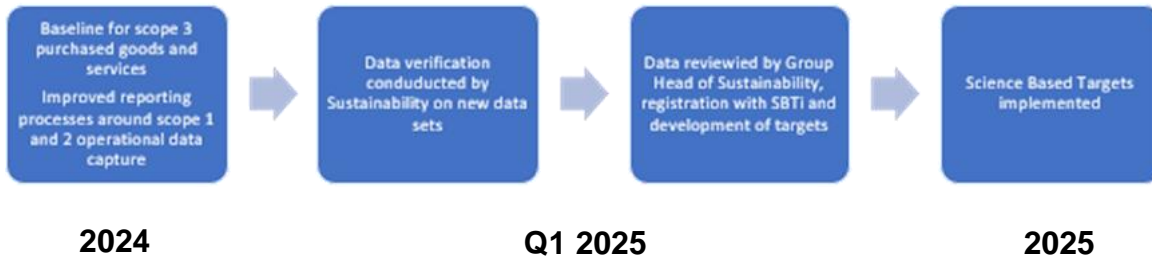 Baseline for scope 3
purchased goods and
services
Improved reporting
processes around scope 1
and 2 operational data
capture
Data verification
conduducted by
Sustainability on new data
sets
Data reviewied by Group
Head of Sustainability,
registration with SBTi and
development of targets
Science Based Targets
implemented
2024
Q1 2025
2025